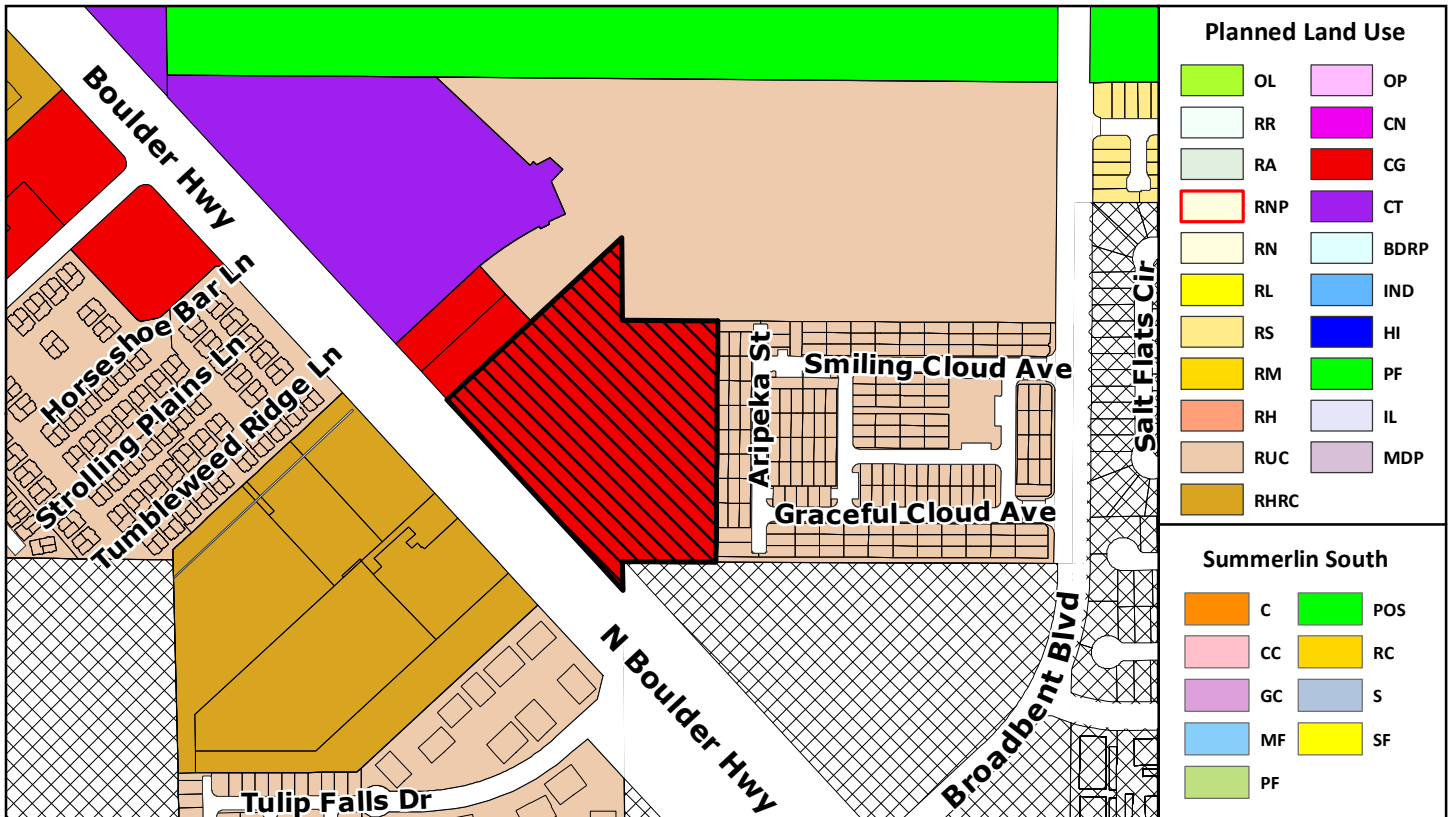 Boulder Hwy
Horseshoe Bar Ln
Strolling Plains Ln
Tumbleweed Ridge Ln
Aripeka St
Smiling Cloud Ave
Graceful Cloud Ave
Salt Flats Cir
N Boulder Hwy
Broadbent Blvd
Tulip Falls Dr
Planned Land Use
OL OP
RR CN
RA CG
RNP CT
RN BDRP
RL IND
RS HI
RM PF
RH IL
RUC MDP
RHRC
Summerlin South
C POS
CC RC
GC S
MF SF
PF